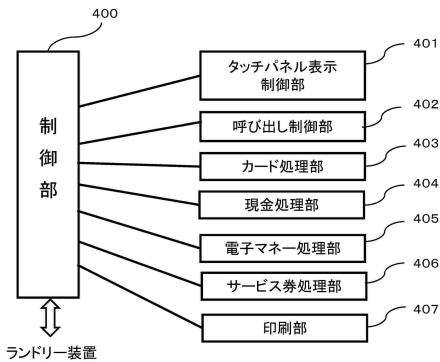 400
制御部
タッチパネル表示
制御部
401
呼び出し制御部
402
カード処理部
403
現金処理部
404
電子マネー処理部
405
サービス券処理部
406
印刷部
407
ランドリー装置